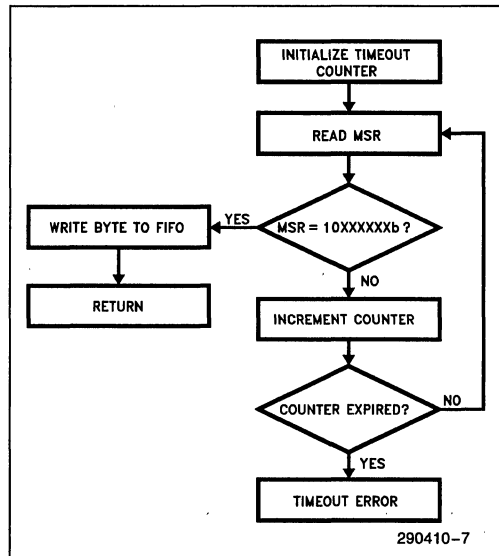 INITIALIZE TIMEOUT
COUNTER
READ MSR
MSR = 10XXXXXXb ?
YES
WRITE BYTE TO FIFO
RETURN
NO
INCREMENT COUNTER
COUNTER EXPIRED?
NO
YES
TIMEOUT ERROR
290410-7